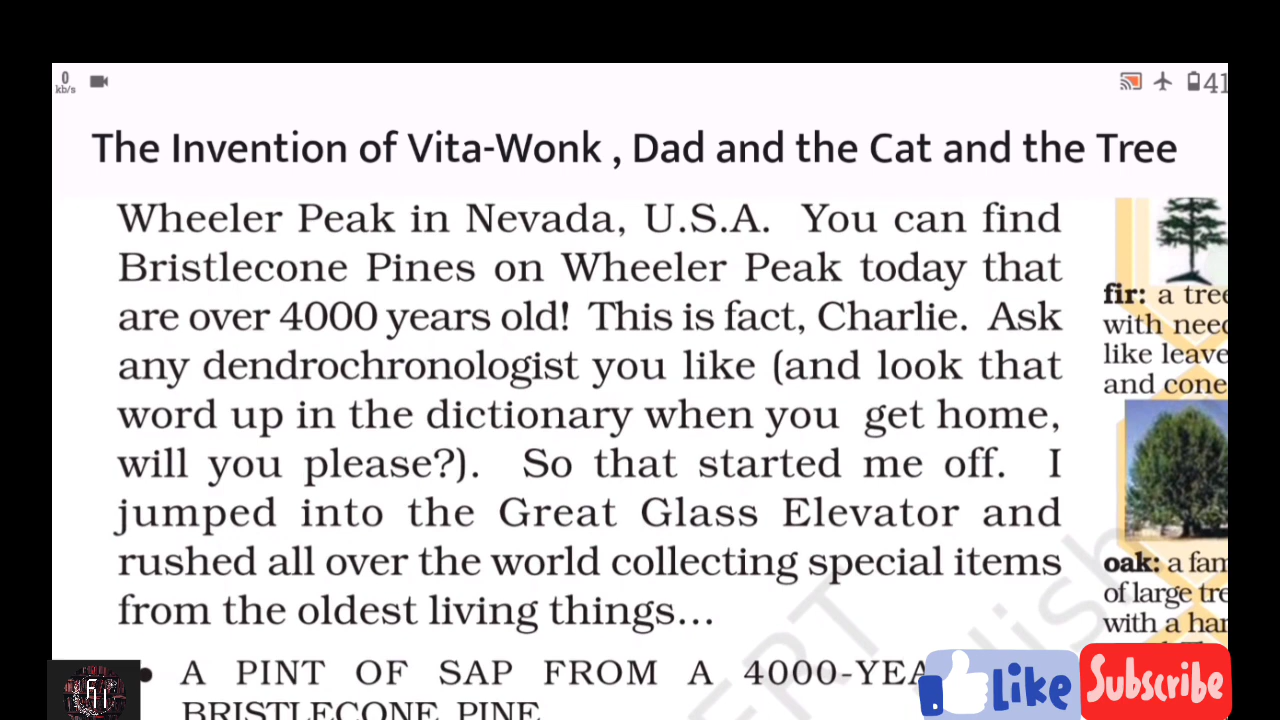 0
kb/s
41
The Invention of Vita-Wonk , Dad and the Cat and the Tree
Wheeler Peak in Nevada, U.S.A. You can find
Bristlecone Pines on Wheeler Peak today that
are over 4000 years old! This is fact, Charlie. Ask
any dendrochronologist you like (and look that
word up in the dictionary when you get home,
will you please?). So that started me off. I
jumped into the Great Glass Elevator and
rushed all over the world collecting special items
from the oldest living things...
• A PINT OF SAP FROM A 4000-YEA
BRISTLECONE PINE
fir: a tree
with need
like leave
and cone
oak: a fam
of large tre
with a har
Like
Subscribe